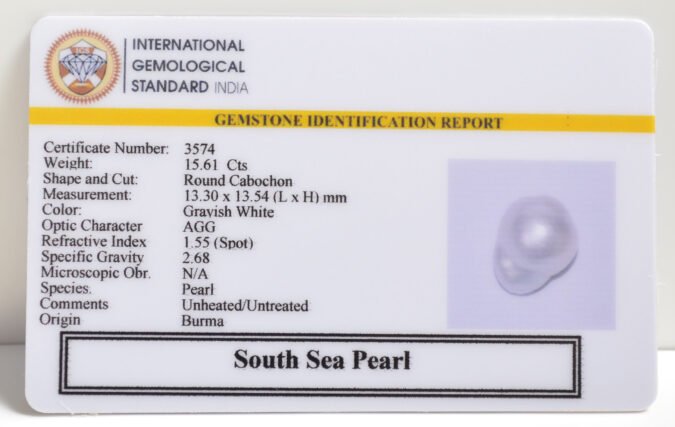 IGS
INTERNATIONAL
GEMOLOGICAL
STANDARD INDIA
GEMSTONE IDENTIFICATION REPORT
Certificate Number: 3574
Weight: 15.61 Cts
Shape and Cut: Round Cabochon
Measurement: 13.30 x 13.54 (L x H) mm
Color: Grayish White
Optic Character AGG
Refractive Index 1.55 (Spot)
Specific Gravity 2.68
Microscopic Obr. N/A
Species. Pearl
Comments Unheated/Untreated
Origin Burma
South Sea Pearl